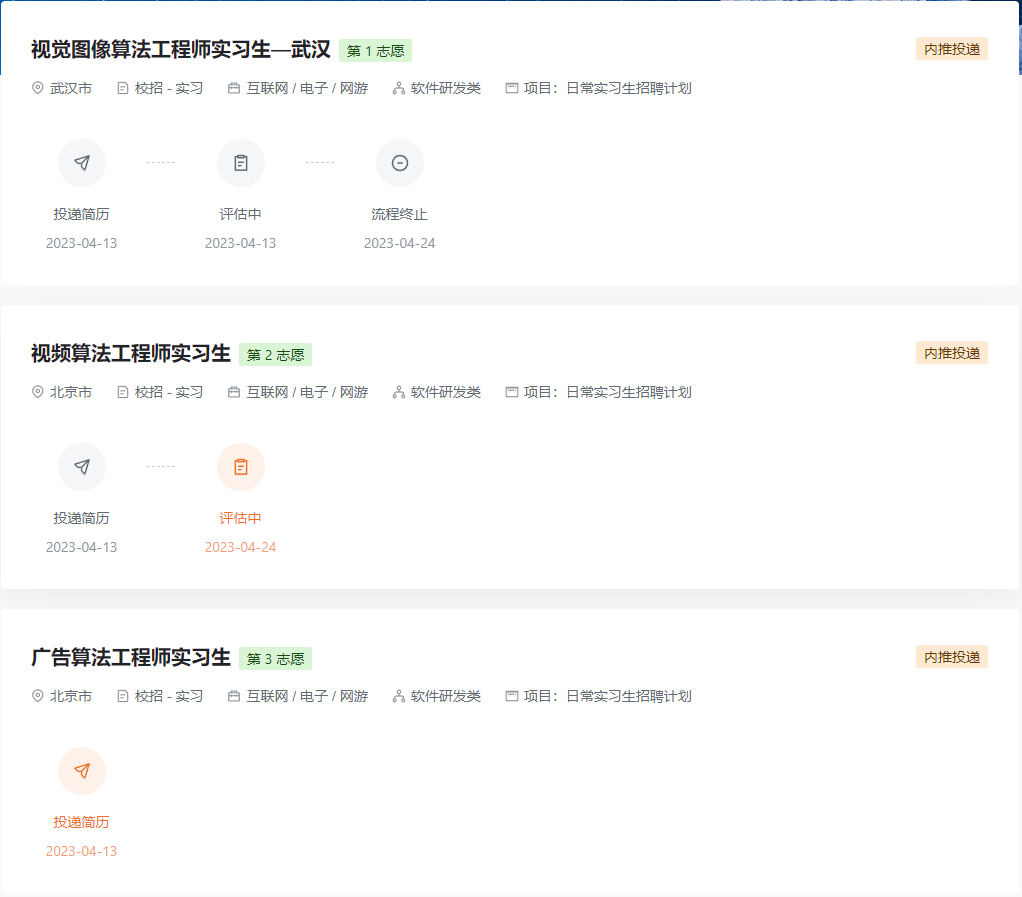 视觉图像算法工程师实习生—武汉 第 1 志愿 内推投递
武汉市 校招 - 实习 互联网 / 电子 / 网游 软件研发类 项目：日常实习生招聘计划
投递简历 评估中 流程终止
2023-04-13 2023-04-13 2023-04-24
视频算法工程师实习生 第 2 志愿 内推投递
北京市 校招 - 实习 互联网 / 电子 / 网游 软件研发类 项目：日常实习生招聘计划
投递简历 评估中
2023-04-13 2023-04-24
广告算法工程师实习生 第 3 志愿 内推投递
北京市 校招 - 实习 互联网 / 电子 / 网游 软件研发类 项目：日常实习生招聘计划
投递简历
2023-04-13